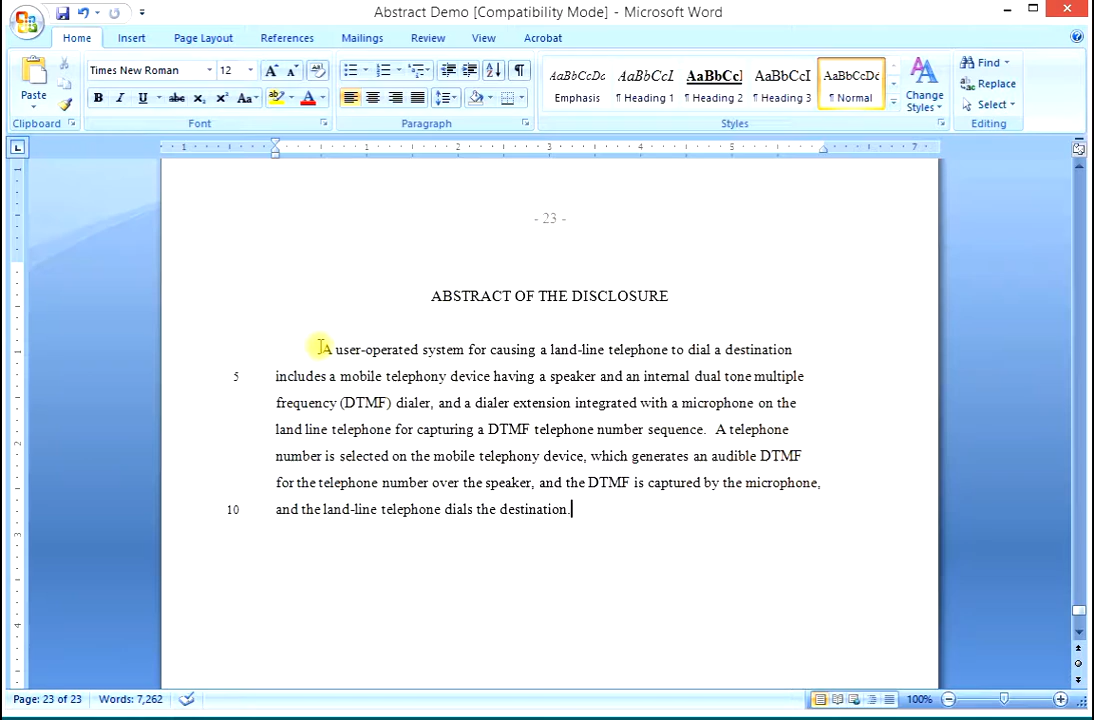 Abstract Demo [Compatibility Mode] - Microsoft Word
Home Insert Page Layout References Mailings Review View Acrobat
Paste
Times New Roman 12
AaBbCcDc AaBbCcI AaBbCcI AaBbCcI AaBbCcDc
Emphasis ¶ Heading 1 ¶ Heading 2 ¶ Heading 3 ¶ Normal
Change Styles
Find
Replace
Select
Clipboard Font Paragraph Styles Editing
1 1 2 3 4 5 7
- 23 -
ABSTRACT OF THE DISCLOSURE
A user-operated system for causing a land-line telephone to dial a destination
5 includes a mobile telephony device having a speaker and an internal dual tone multiple
frequency (DTMF) dialer, and a dialer extension integrated with a microphone on the
land line telephone for capturing a DTMF telephone number sequence. A telephone
number is selected on the mobile telephony device, which generates an audible DTMF
for the telephone number over the speaker, and the DTMF is captured by the microphone,
10 and the land-line telephone dials the destination.
Page: 23 of 23 Words: 7,262 100%